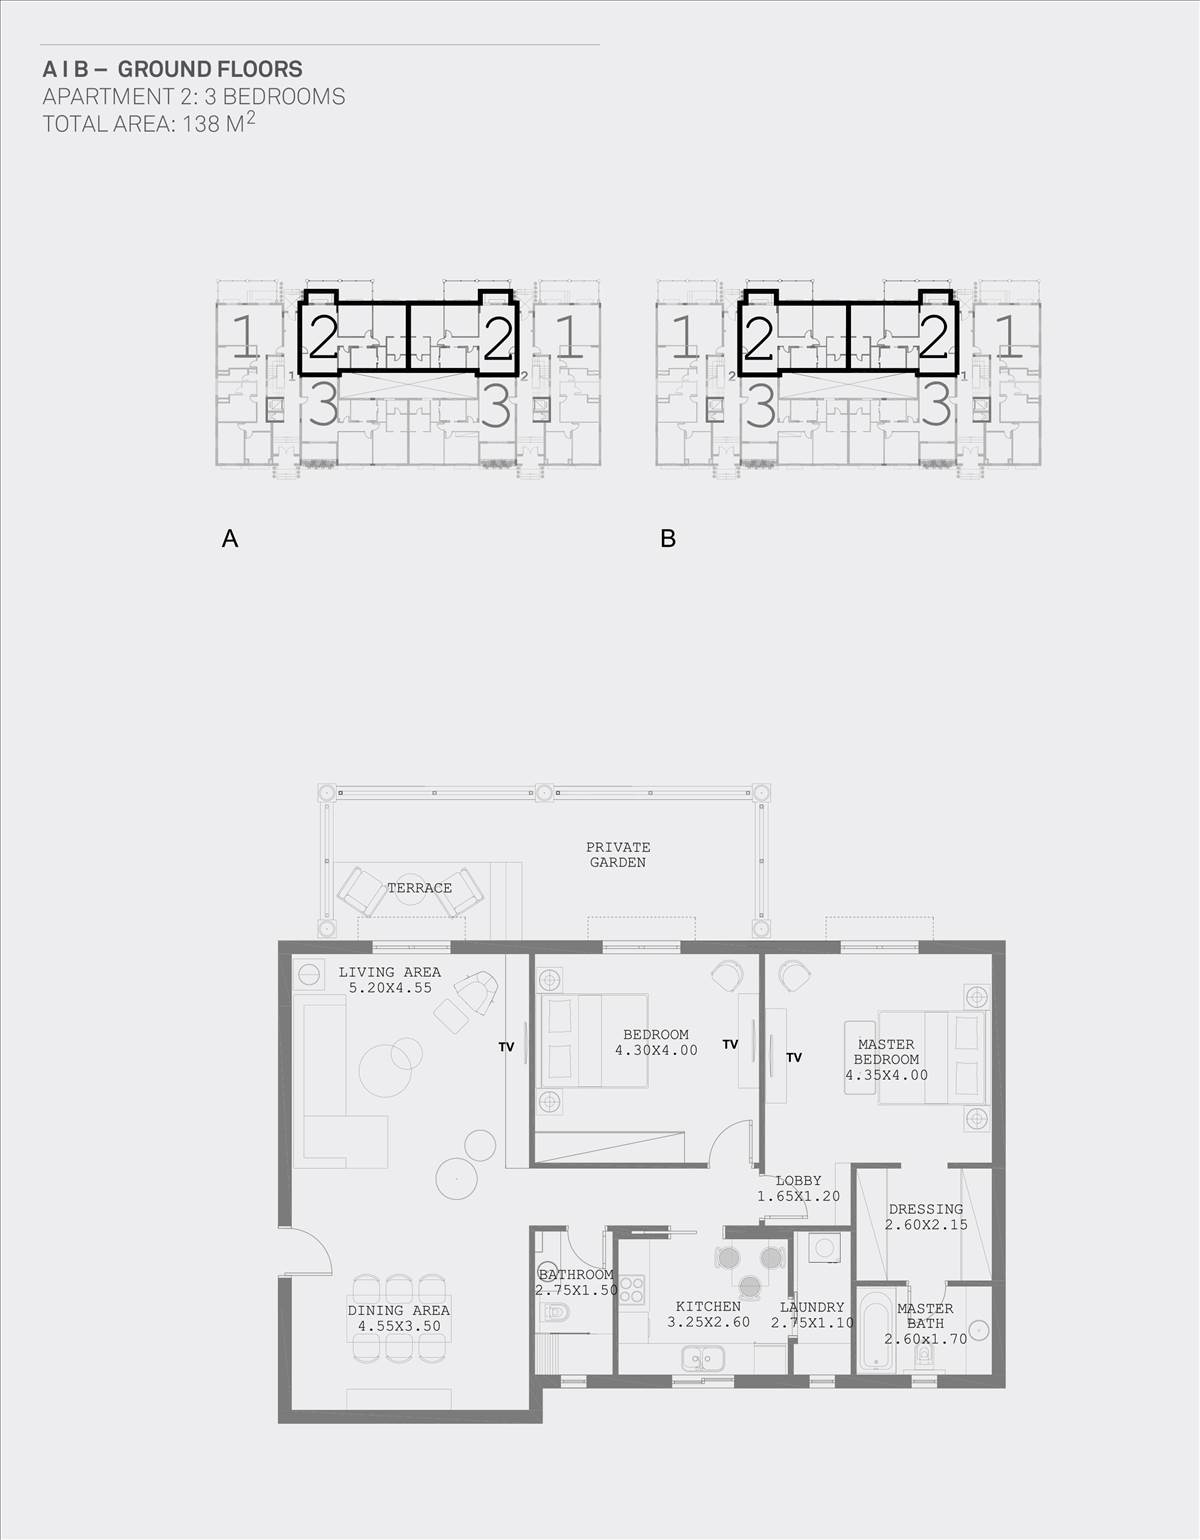 A I B – GROUND FLOORS
APARTMENT 2: 3 BEDROOMS
TOTAL AREA: 138 M²
1 2 2 1
1 2
3 3
1 2 2 1
2 1
3 3
A
B
PRIVATE
GARDEN
TERRACE
LIVING AREA
5.20X4.55
TV
BEDROOM
4.30X4.00
TV
TV
MASTER
BEDROOM
4.35X4.00
LOBBY
1.65X1.20
DRESSING
2.60X2.15
BATHROOM
2.75X1.50
DINING AREA
4.55X3.50
KITCHEN
3.25X2.60
LAUNDRY
2.75X1.10
MASTER
BATH
2.60x1.70